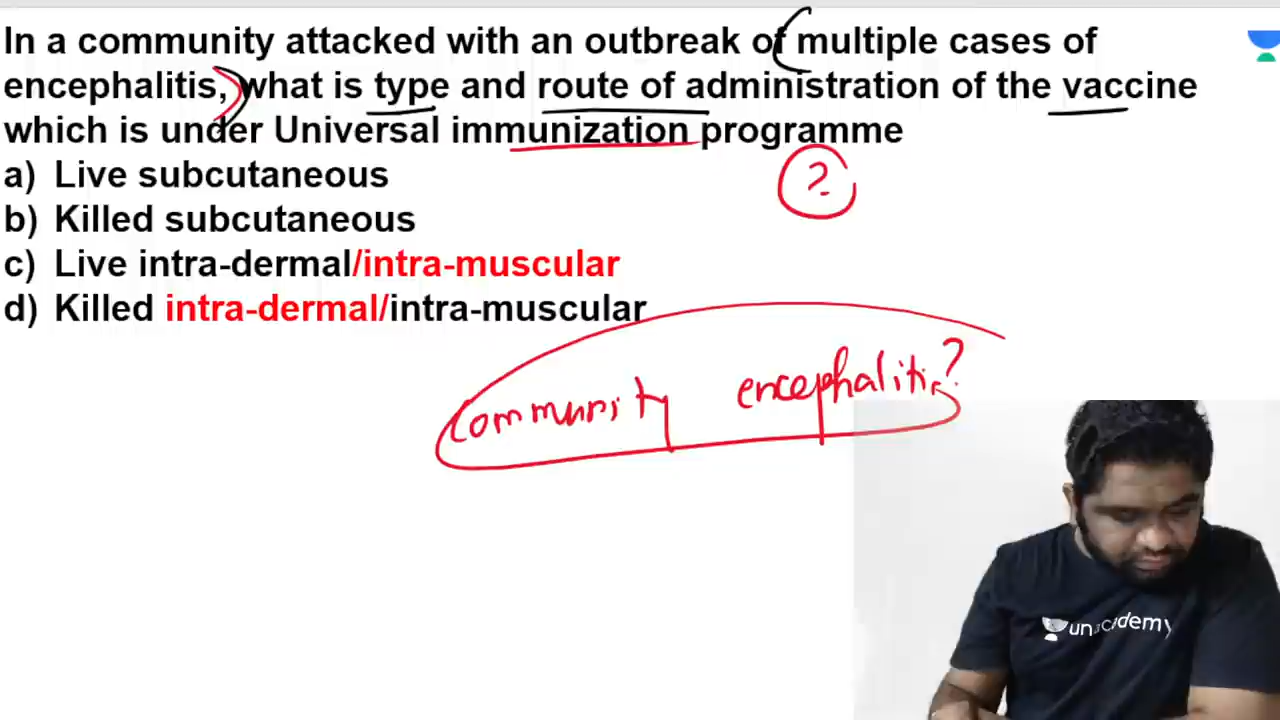 In a community attacked with an outbreak of multiple cases of
encephalitis, what is type and route of administration of the vaccine
which is under Universal immunization programme
?
a) Live subcutaneous
b) Killed subcutaneous
c) Live intra-dermal/intra-muscular
d) Killed intra-dermal/intra-muscular
community encephalitis?
unacademy